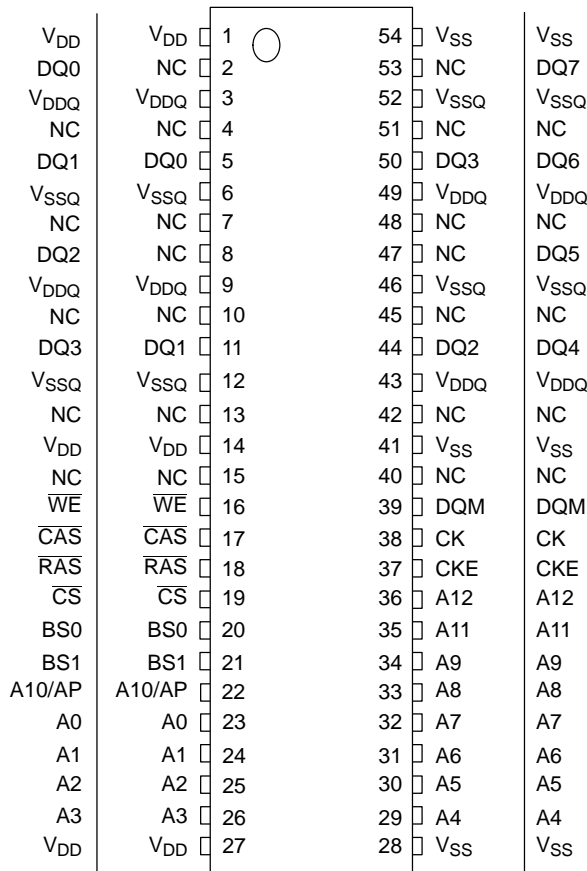 VDD VDD 1 54 VSS VSS
DQ0 NC 2 53 NC DQ7
VDDQ VDDQ 3 52 VSSQ VSSQ
NC NC 4 51 NC NC
DQ1 DQ0 5 50 DQ3 DQ6
VSSQ VSSQ 6 49 VDDQ VDDQ
NC NC 7 48 NC NC
DQ2 NC 8 47 NC DQ5
VDDQ VDDQ 9 46 VSSQ VSSQ
NC NC 10 45 NC NC
DQ3 DQ1 11 44 DQ2 DQ4
VSSQ VSSQ 12 43 VDDQ VDDQ
NC NC 13 42 NC NC
VDD VDD 14 41 VSS VSS
NC NC 15 40 NC NC
W̅E̅ W̅E̅ 16 39 DQM DQM
C̅A̅S̅ C̅A̅S̅ 17 38 CK CK
R̅A̅S̅ R̅A̅S̅ 18 37 CKE CKE
C̅S̅ C̅S̅ 19 36 A12 A12
BS0 BS0 20 35 A11 A11
BS1 BS1 21 34 A9 A9
A10/AP A10/AP 22 33 A8 A8
A0 A0 23 32 A7 A7
A1 A1 24 31 A6 A6
A2 A2 25 30 A5 A5
A3 A3 26 29 A4 A4
VDD VDD 27 28 VSS VSS